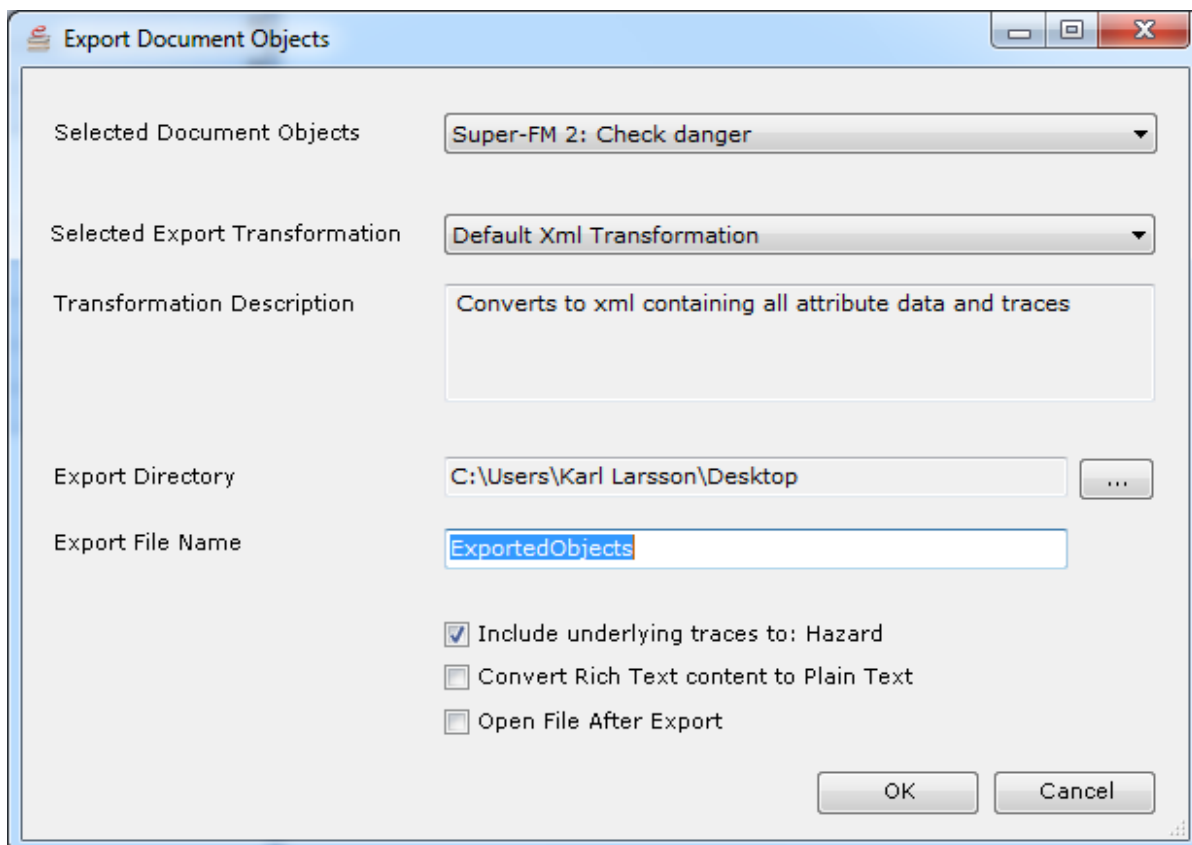 Export Document Objects
Selected Document Objects Super-FM 2: Check danger
Selected Export Transformation Default Xml Transformation
Transformation Description Converts to xml containing all attribute data and traces
Export Directory C:\Users\Karl Larsson\Desktop ...
Export File Name ExportedObjects
Include underlying traces to: Hazard
Convert Rich Text content to Plain Text
Open File After Export
OK Cancel